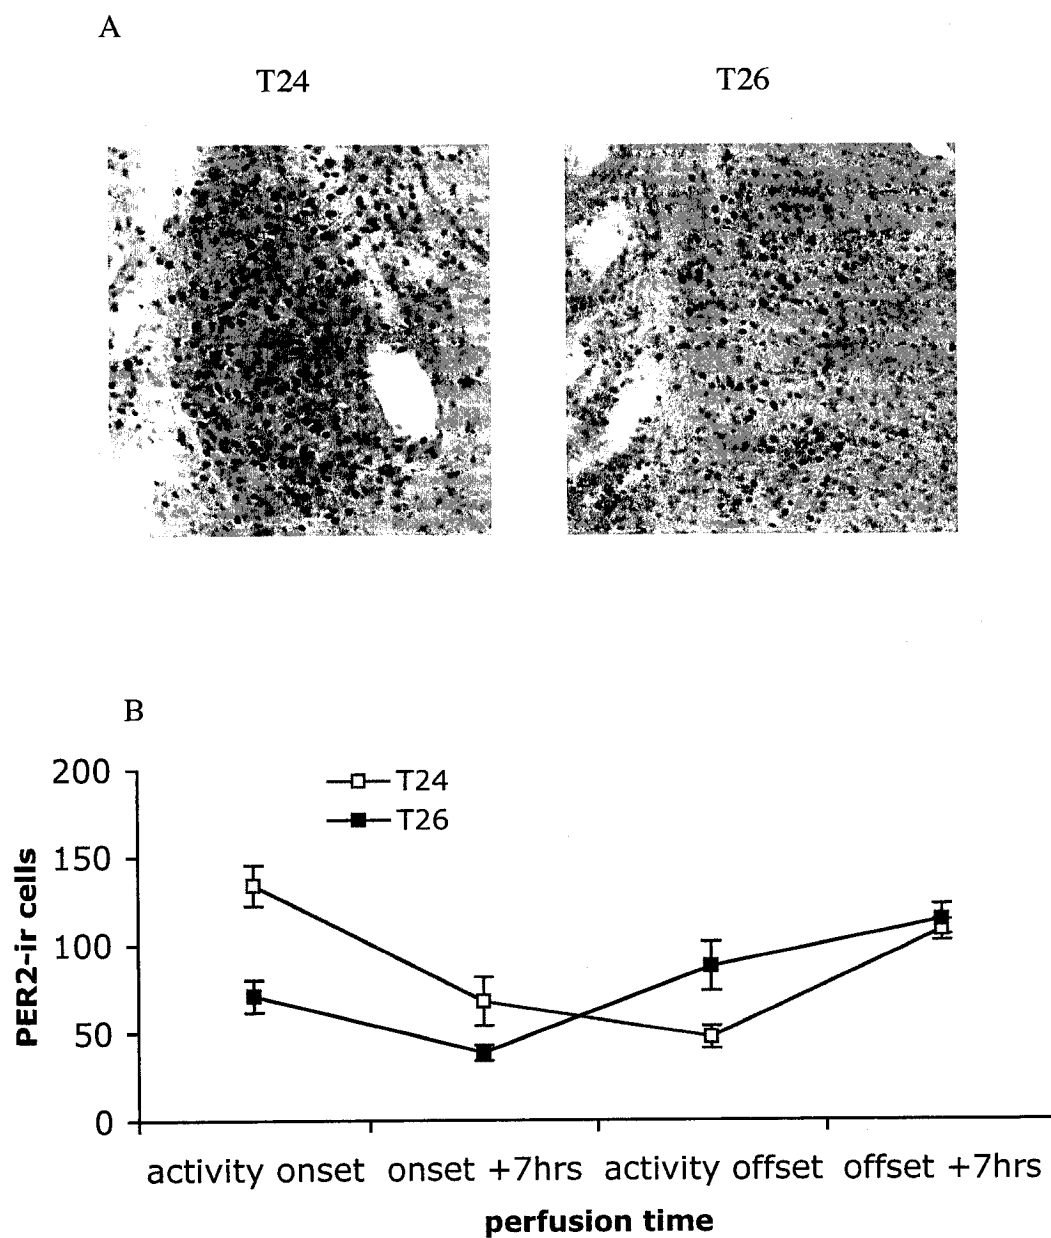 A
T24 T26
B
200
150
100
50
0
T24
T26
PER2-ir cells
activity onset onset +7hrs activity offset offset +7hrs
perfusion time